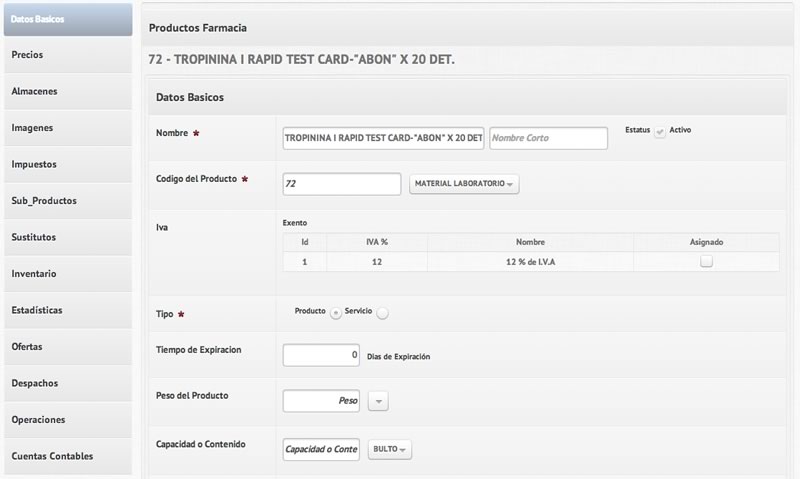 Datos Basicos
Precios
Almacenes
Imagenes
Impuestos
Sub_Productos
Sustitutos
Inventario
Estadísticas
Ofertas
Despachos
Operaciones
Cuentas Contables
Productos Farmacia
72 - TROPININA I RAPID TEST CARD-"ABON" X 20 DET.
Datos Basicos
Nombre * TROPININA I RAPID TEST CARD-"ABON" X 20 DET Nombre Corto Estatus Activo
Codigo del Producto * 72 MATERIAL LABORATORIO
Iva Exento
Id IVA % Nombre Asignado
1 12 12 % de I.V.A
Tipo * Producto Servicio
Tiempo de Expiracion 0 Dias de Expiración
Peso del Producto Peso
Capacidad o Contenido Capacidad o Conte BULTO